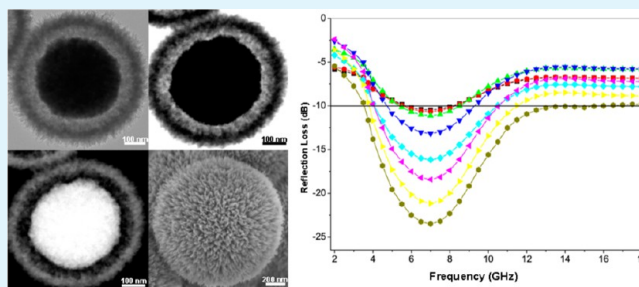 100 nm
100 nm
100 nm
200 nm
Reflection Loss (dB)
0
-5
-10
-15
-20
-25
2 4 6 8 10 12 14 16 18
Frequency (GHz)